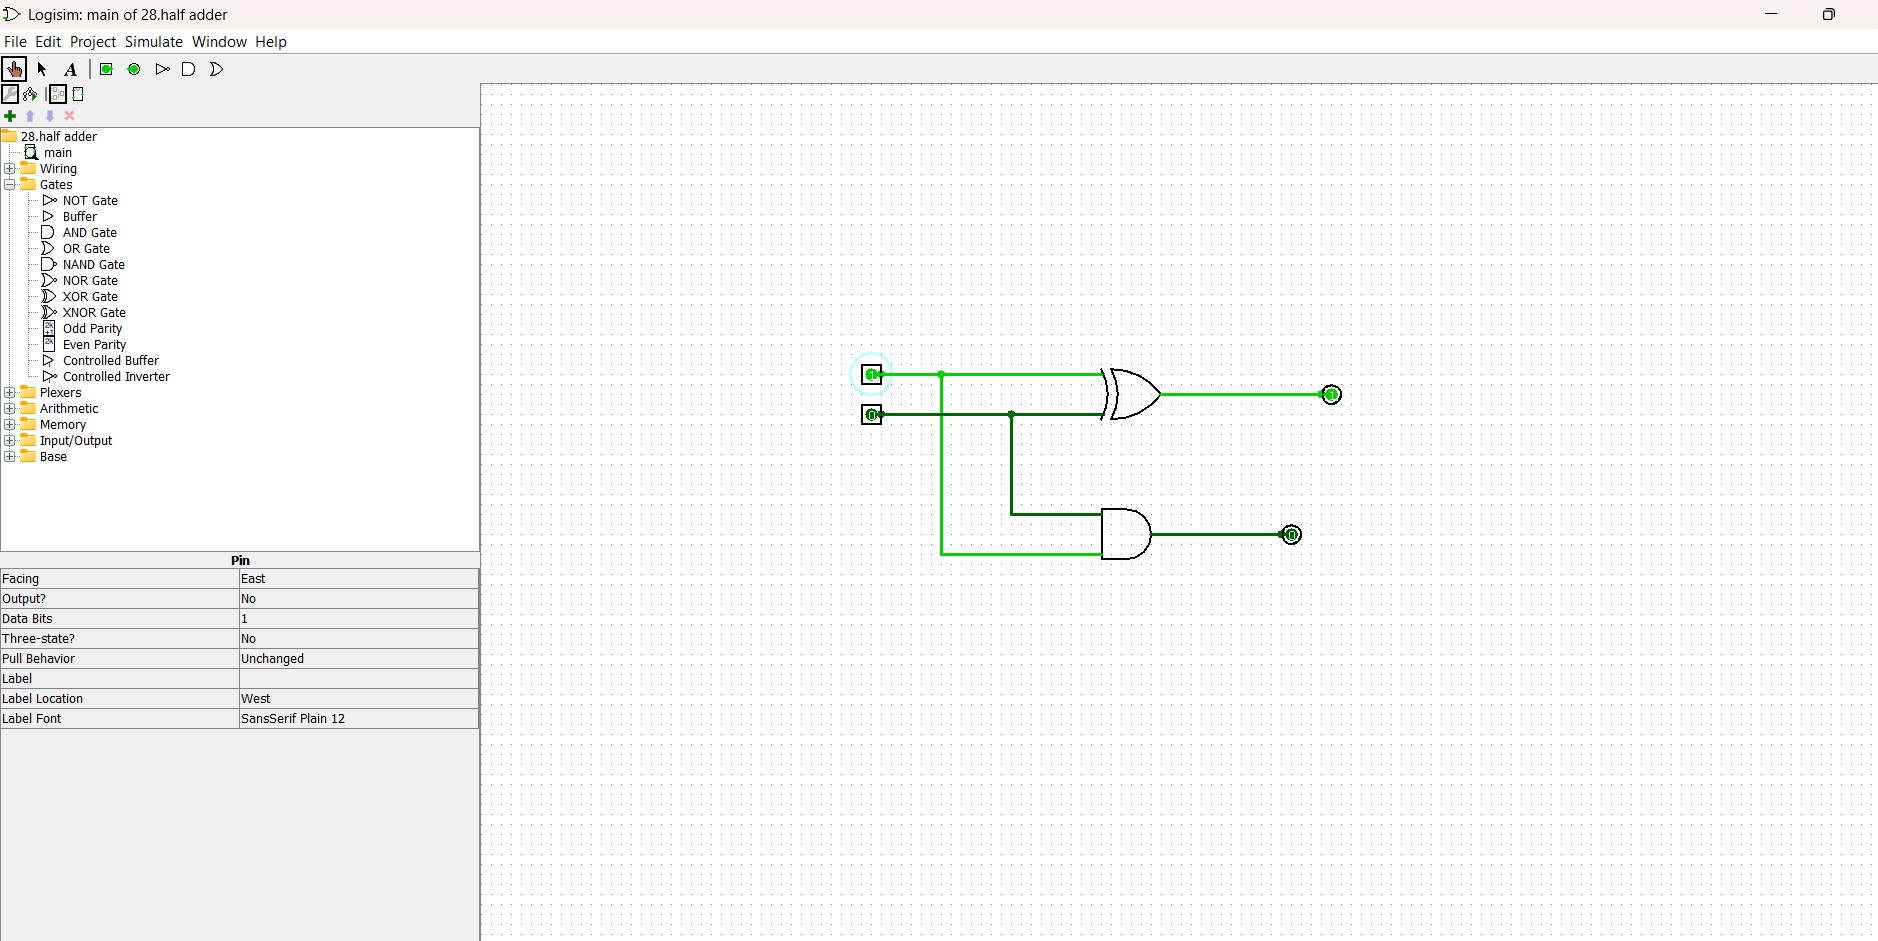 Logisim: main of 28.half adder
File Edit Project Simulate Window Help
A
28.half adder
main
Wiring
Gates
NOT Gate
Buffer
AND Gate
OR Gate
NAND Gate
NOR Gate
XOR Gate
XNOR Gate
Odd Parity
Even Parity
Controlled Buffer
Controlled Inverter
Plexers
Arithmetic
Memory
Input/Output
Base
Pin
Facing East
Output? No
Data Bits 1
Three-state? No
Pull Behavior Unchanged
Label
Label Location West
Label Font SansSerif Plain 12
1
1
0
0